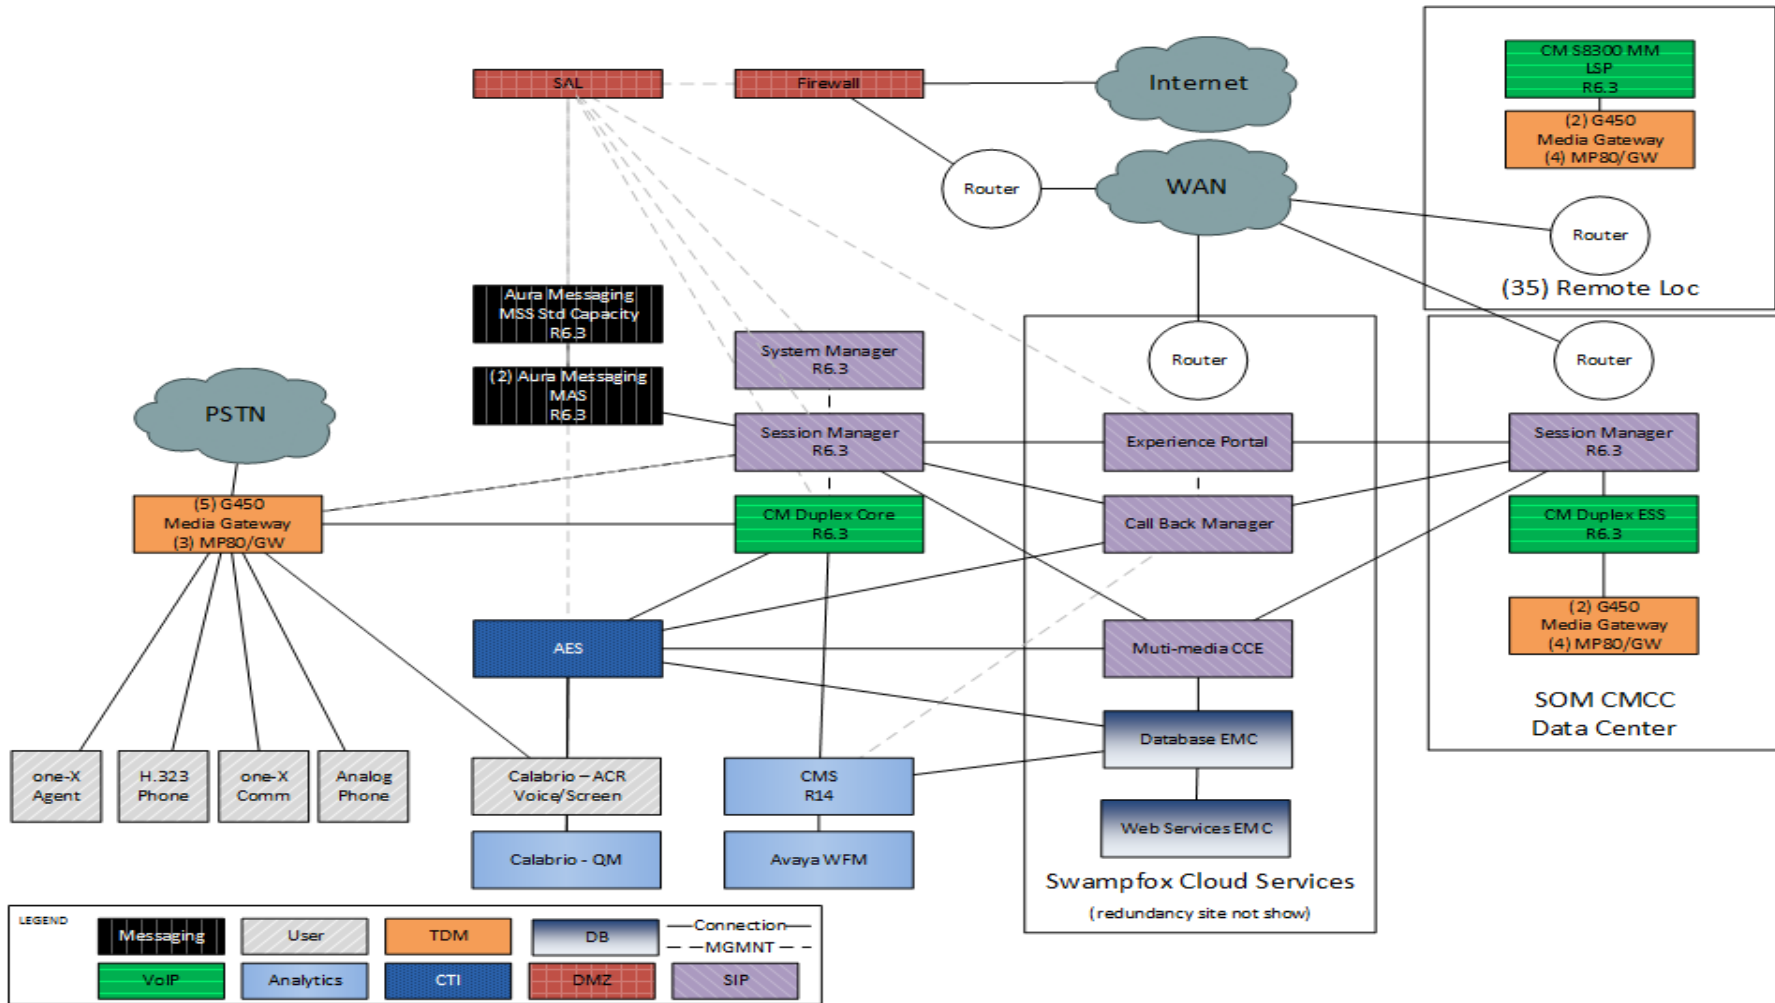 SAL
Firewall
Internet
CM S8300 MM
LSP
R6.3
(2) G450
Media Gateway
(4) MP80/GW
Router
WAN
Router
(35) Remote Loc
Aura Messaging
MSS Std Capacity
R6.3
System Manager
R6.3
Router
Router
(2) Aura Messaging
MAS
R6.3
PSTN
Session Manager
R6.3
Experience Portal
Session Manager
R6.3
(5) G450
Media Gateway
(3) MP80/GW
CM Duplex Core
R6.3
Call Back Manager
CM Duplex ESS
R6.3
AES
Muti-media CCE
(2) G450
Media Gateway
(4) MP80/GW
SOM CMCC
Data Center
Database EMC
one-X
Agent
H.323
Phone
one-X
Comm
Analog
Phone
Calabrio – ACR
Voice/Screen
CMS
R14
Web Services EMC
Calabrio - QM
Avaya WFM
Swampfox Cloud Services
(redundancy site not show)
LEGEND
Messaging
User
TDM
DB
Connection
MGMNT
VoIP
Analytics
CTI
DMZ
SIP